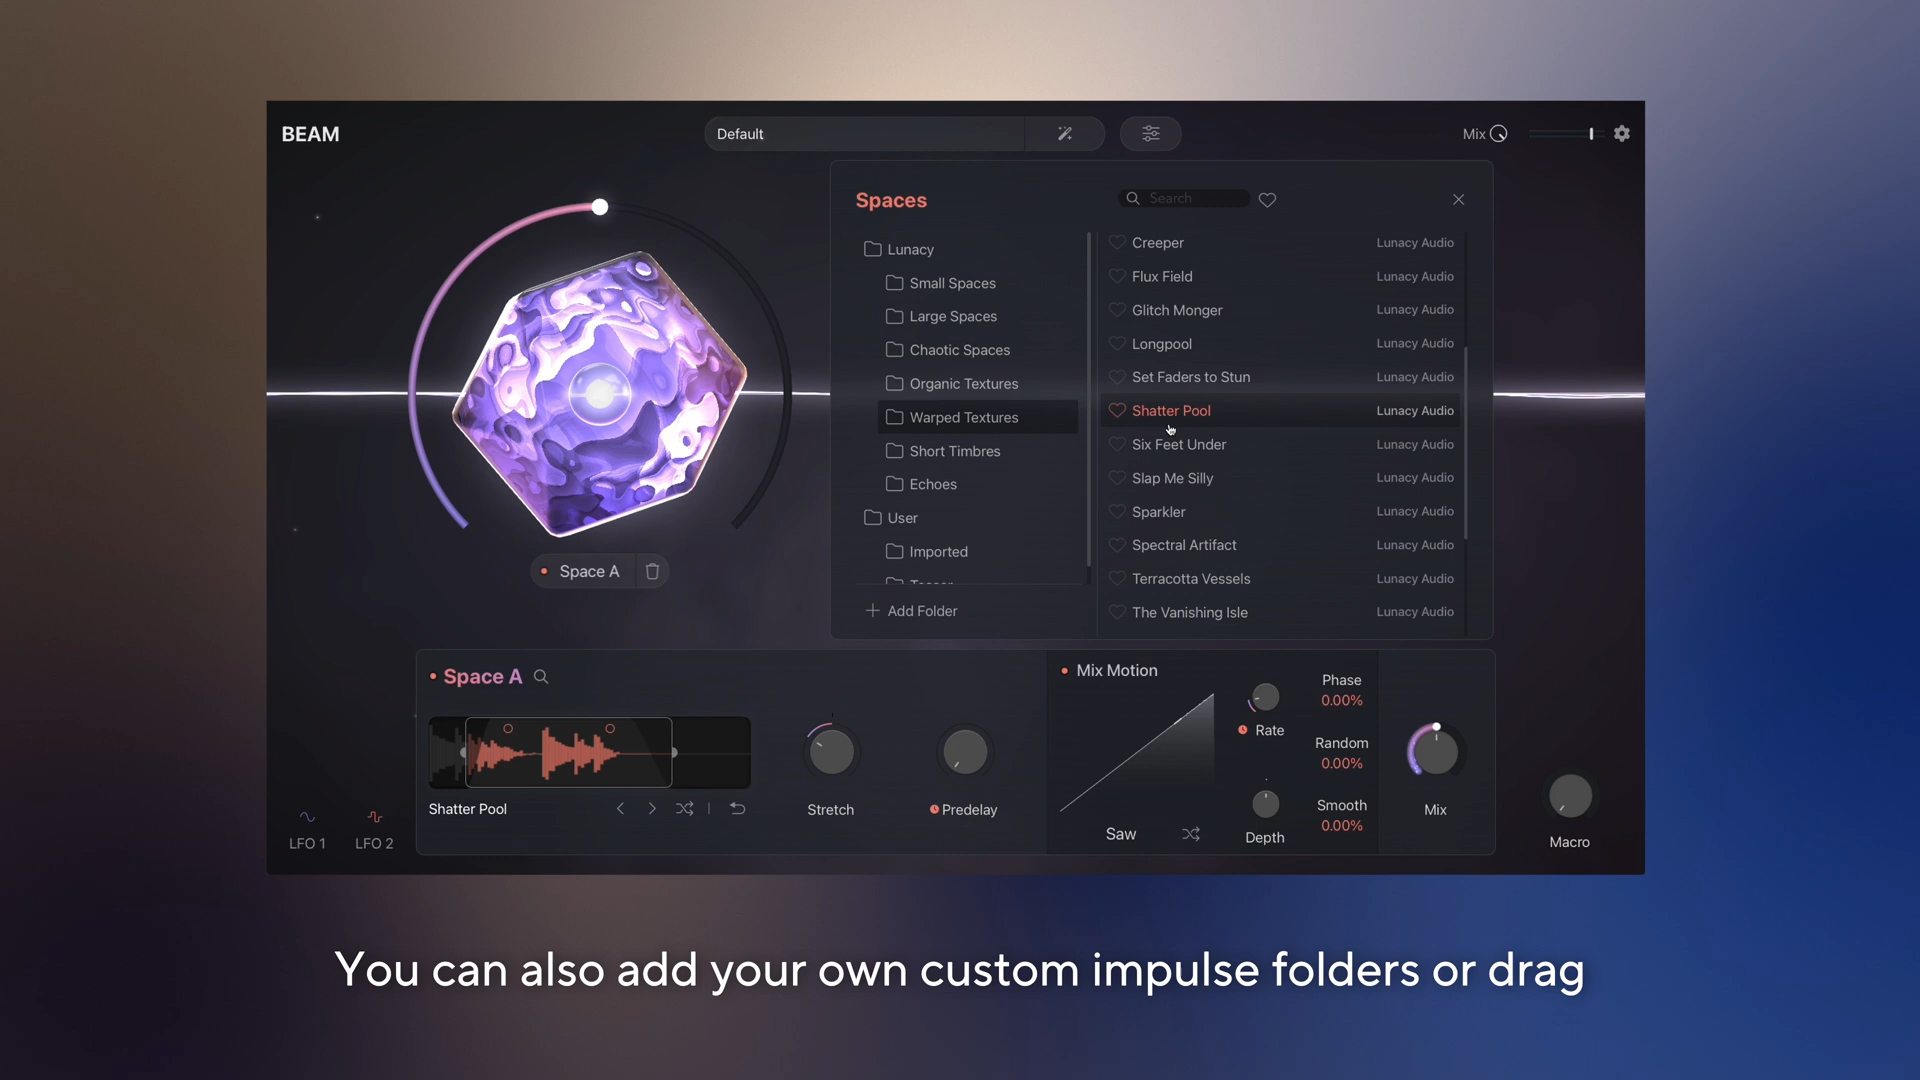 BEAM
Default
Mix
Spaces
Search
Lunacy
Small Spaces
Large Spaces
Chaotic Spaces
Organic Textures
Warped Textures
Short Timbres
Echoes
User
Imported
Add Folder
Creeper Lunacy Audio
Flux Field Lunacy Audio
Glitch Monger Lunacy Audio
Longpool Lunacy Audio
Set Faders to Stun Lunacy Audio
Shatter Pool Lunacy Audio
Six Feet Under Lunacy Audio
Slap Me Silly Lunacy Audio
Sparkler Lunacy Audio
Spectral Artifact Lunacy Audio
Terracotta Vessels Lunacy Audio
The Vanishing Isle Lunacy Audio
Space A
Space A
Shatter Pool
Stretch
Predelay
Mix Motion
Saw
Rate
Depth
Phase
0.00%
Random
0.00%
Smooth
0.00%
Mix
Macro
LFO 1
LFO 2
You can also add your own custom impulse folders or drag